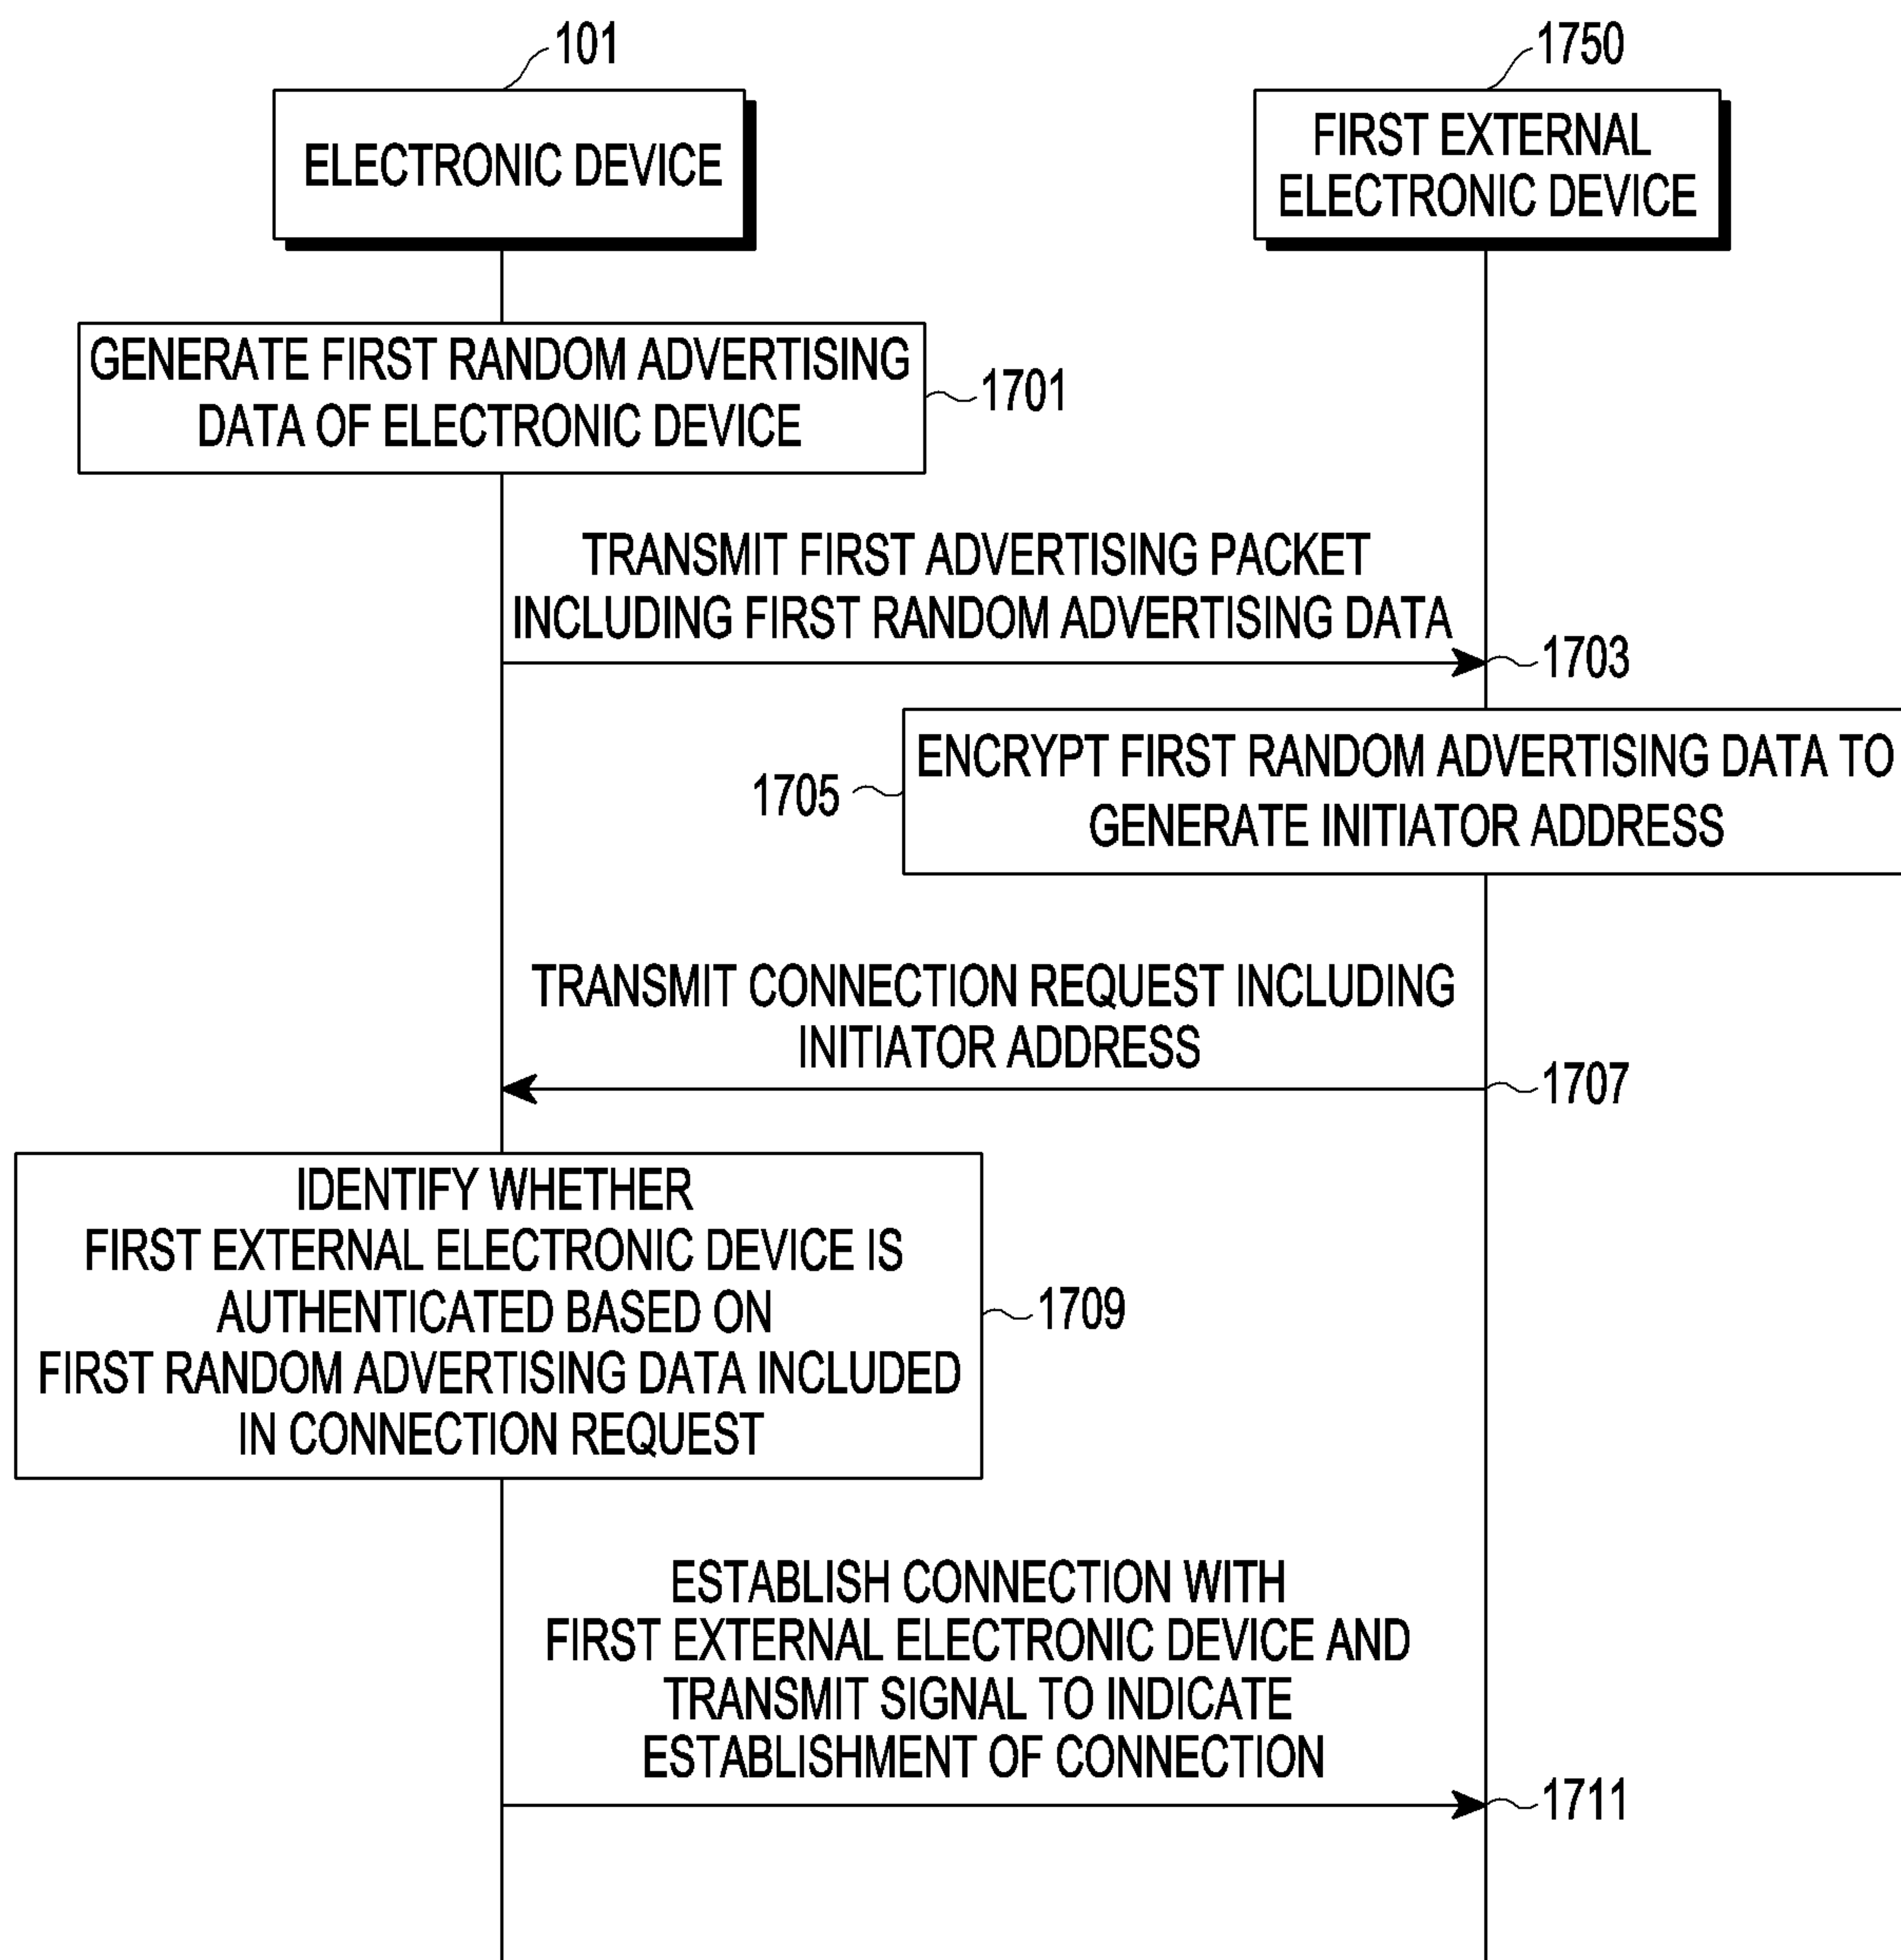 101
1750
ELECTRONIC DEVICE
FIRST EXTERNAL
ELECTRONIC DEVICE
GENERATE FIRST RANDOM ADVERTISING
DATA OF ELECTRONIC DEVICE
1701
TRANSMIT FIRST ADVERTISING PACKET
INCLUDING FIRST RANDOM ADVERTISING DATA
1703
ENCRYPT FIRST RANDOM ADVERTISING DATA TO
GENERATE INITIATOR ADDRESS
1705
TRANSMIT CONNECTION REQUEST INCLUDING
INITIATOR ADDRESS
1707
IDENTIFY WHETHER
FIRST EXTERNAL ELECTRONIC DEVICE IS
AUTHENTICATED BASED ON
FIRST RANDOM ADVERTISING DATA INCLUDED
IN CONNECTION REQUEST
1709
ESTABLISH CONNECTION WITH
FIRST EXTERNAL ELECTRONIC DEVICE AND
TRANSMIT SIGNAL TO INDICATE
ESTABLISHMENT OF CONNECTION
1711